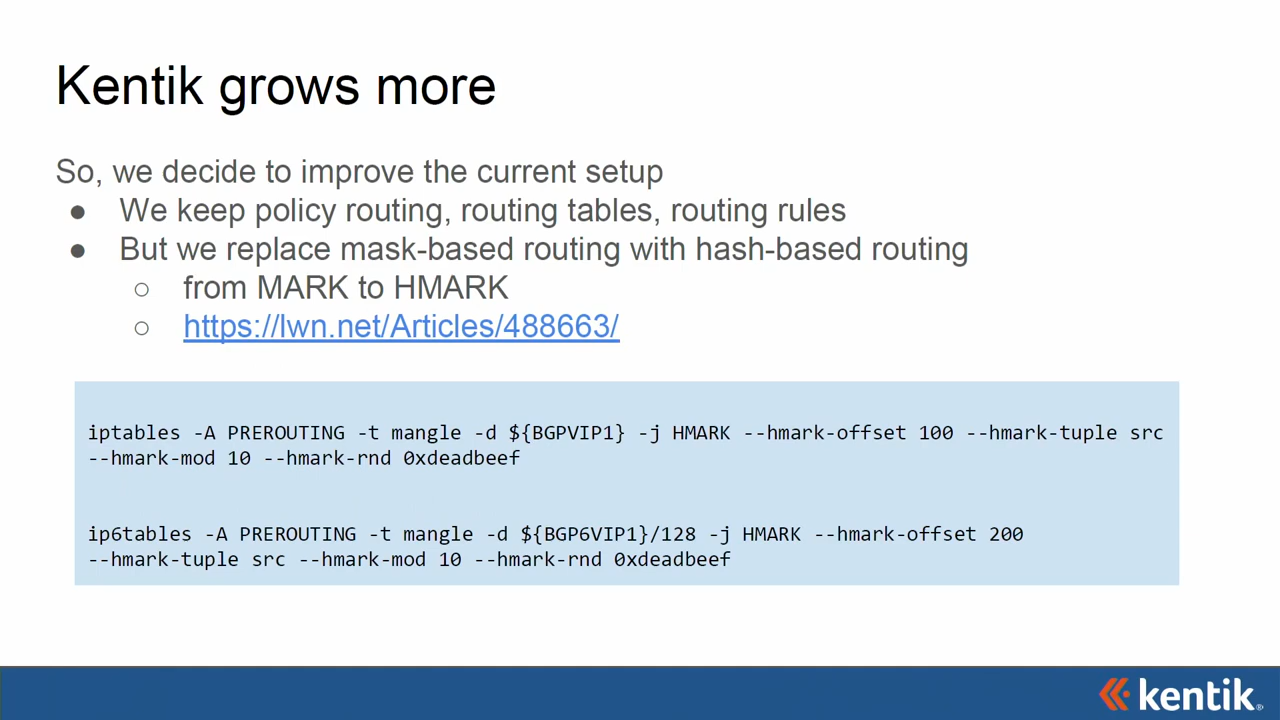 Kentik grows more
So, we decide to improve the current setup
● We keep policy routing, routing tables, routing rules
● But we replace mask-based routing with hash-based routing
○ from MARK to HMARK
○ https://lwn.net/Articles/488663/
iptables -A PREROUTING -t mangle -d ${BGPVIP1} -j HMARK --hmark-offset 100 --hmark-tuple src
--hmark-mod 10 --hmark-rnd 0xdeadbeef
ip6tables -A PREROUTING -t mangle -d ${BGP6VIP1}/128 -j HMARK --hmark-offset 200
--hmark-tuple src --hmark-mod 10 --hmark-rnd 0xdeadbeef
kentik®